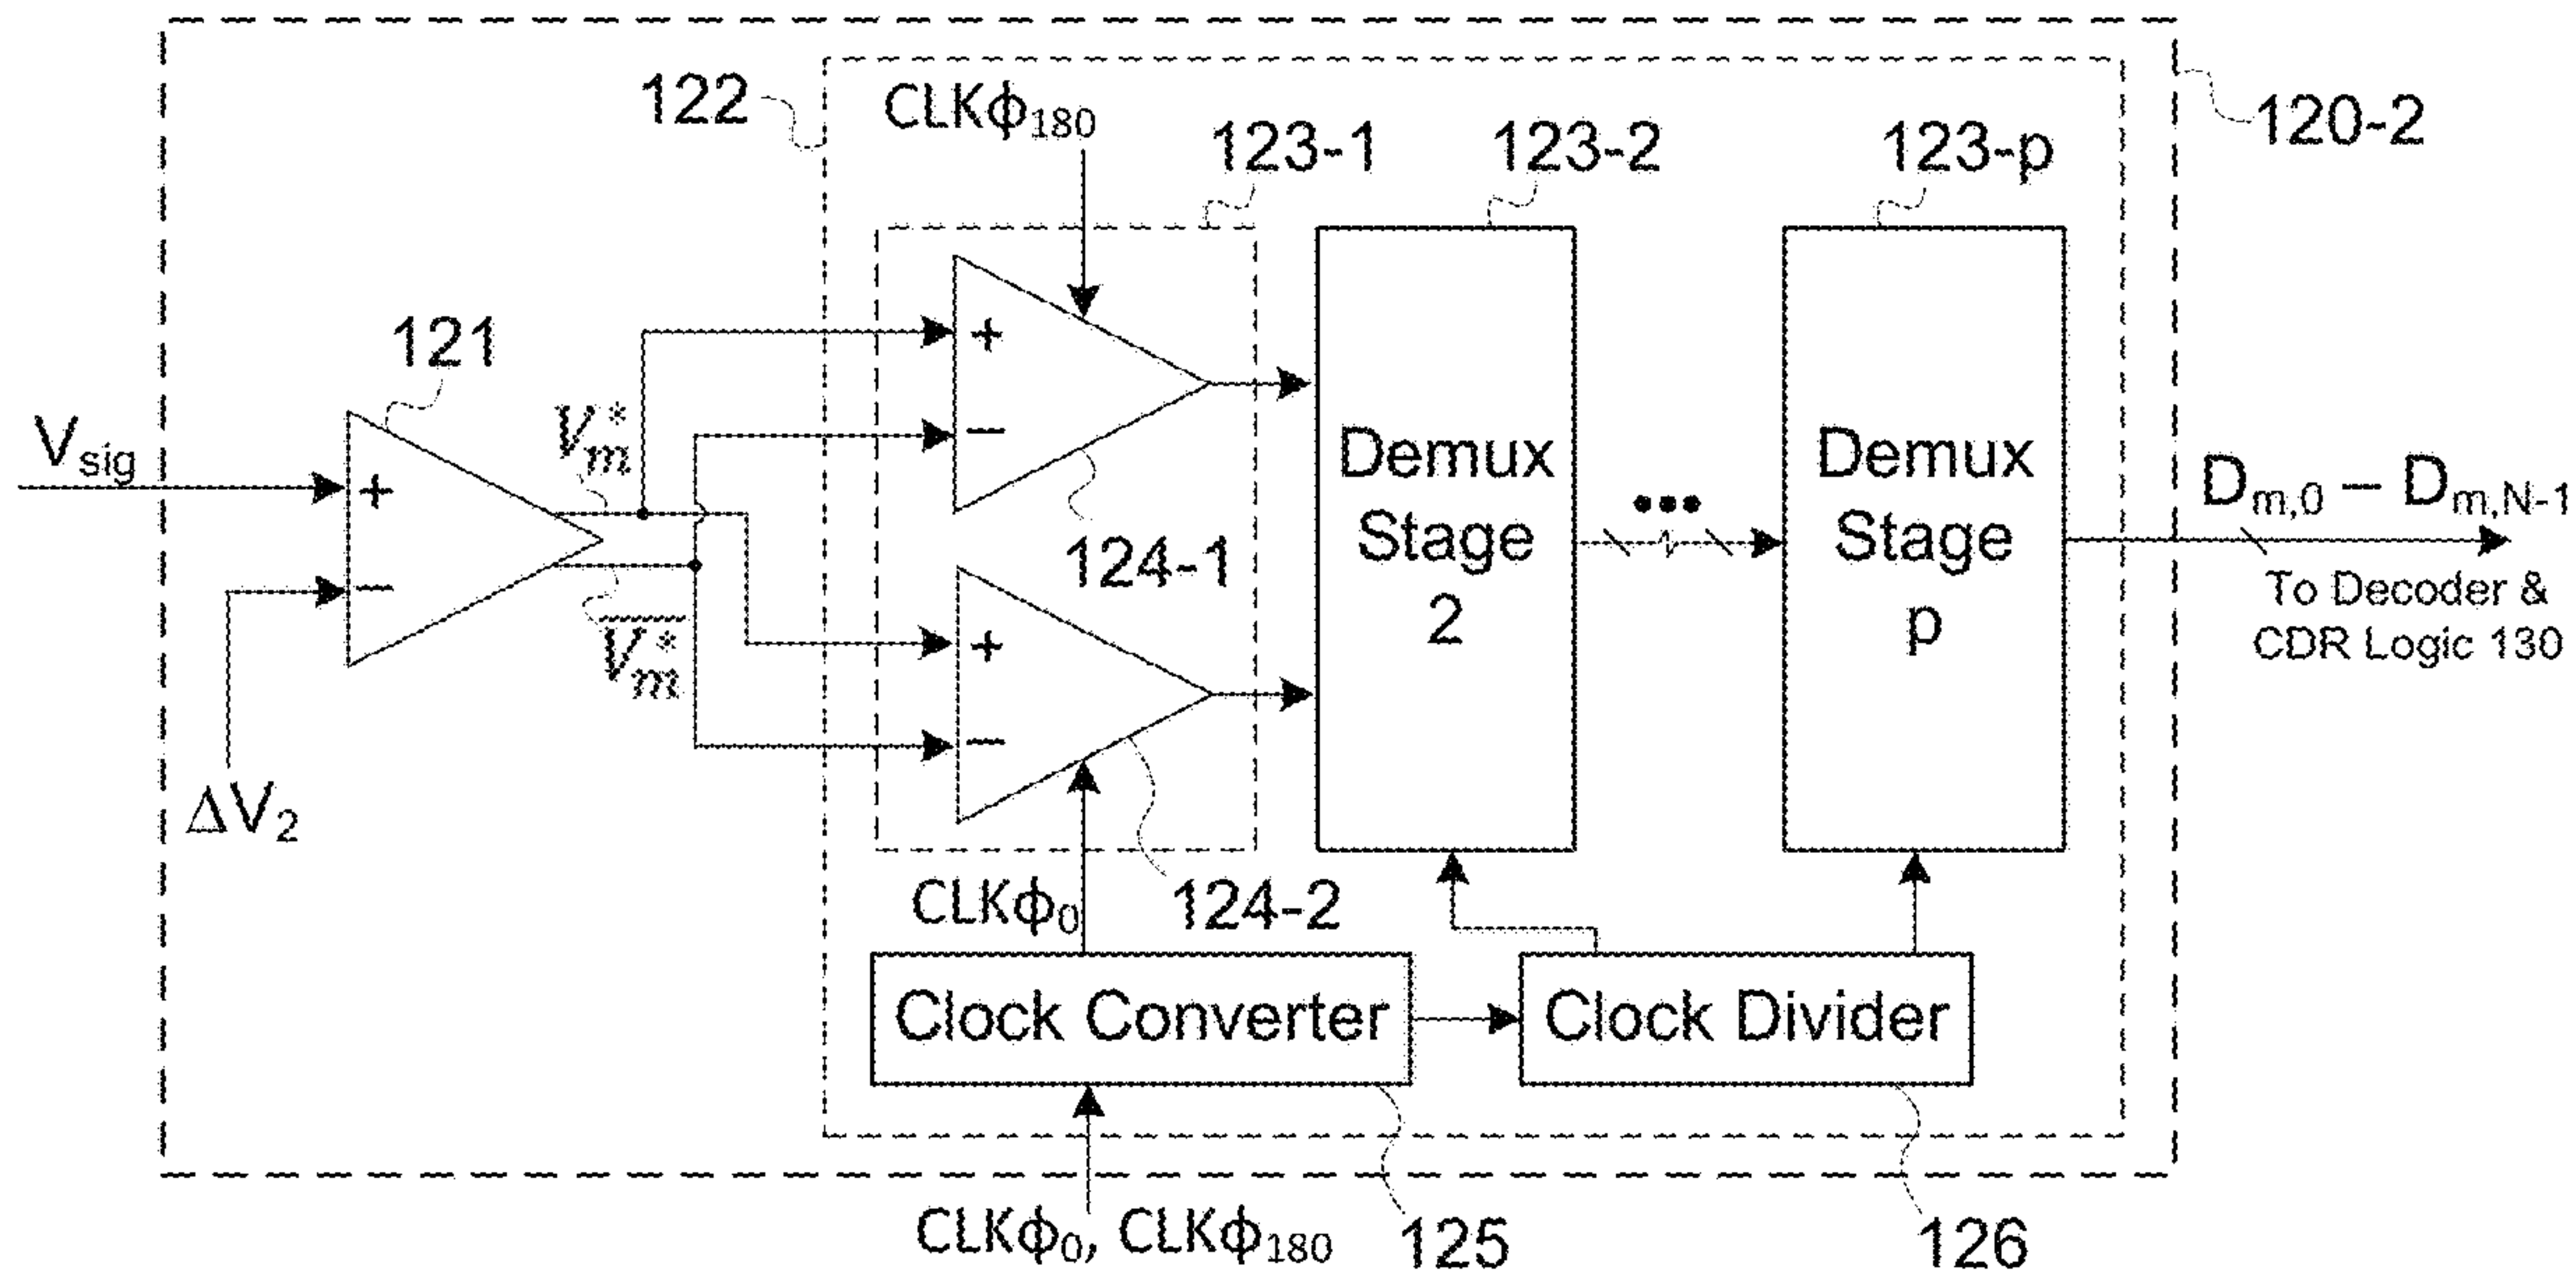 122
CLKϕ180
123-1
123-2
123-p
120-2
121
Vsig
+
−
ΔV2
V*m
V*m
+
−
124-1
+
−
124-2
CLKϕ0
Demux
Stage
2
•••
Demux
Stage
p
Dm,0 – Dm,N-1
To Decoder &
CDR Logic 130
Clock Converter
Clock Divider
CLKϕ0, CLKϕ180
125
126